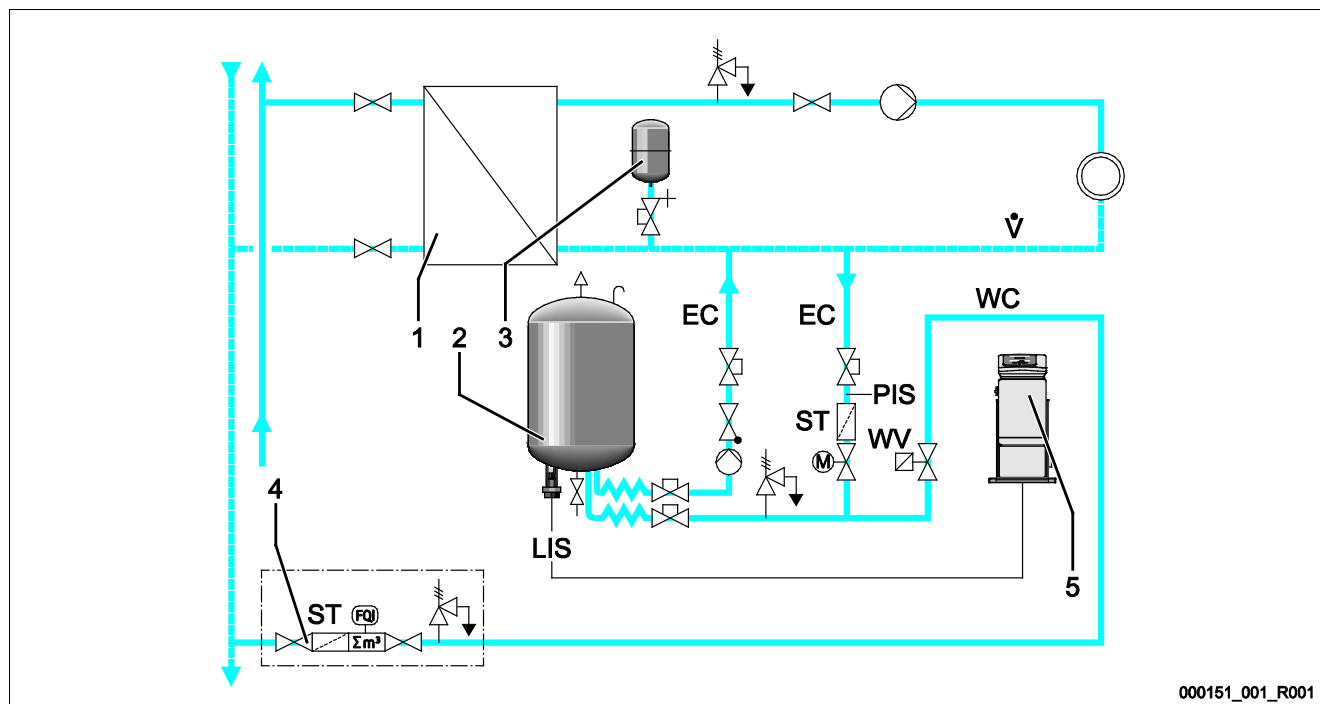 V̇
EC
EC
WC
1
2
3
PIS
ST
WV
M
4
LIS
5
ST
FQI
Σm³
000151_001_R001